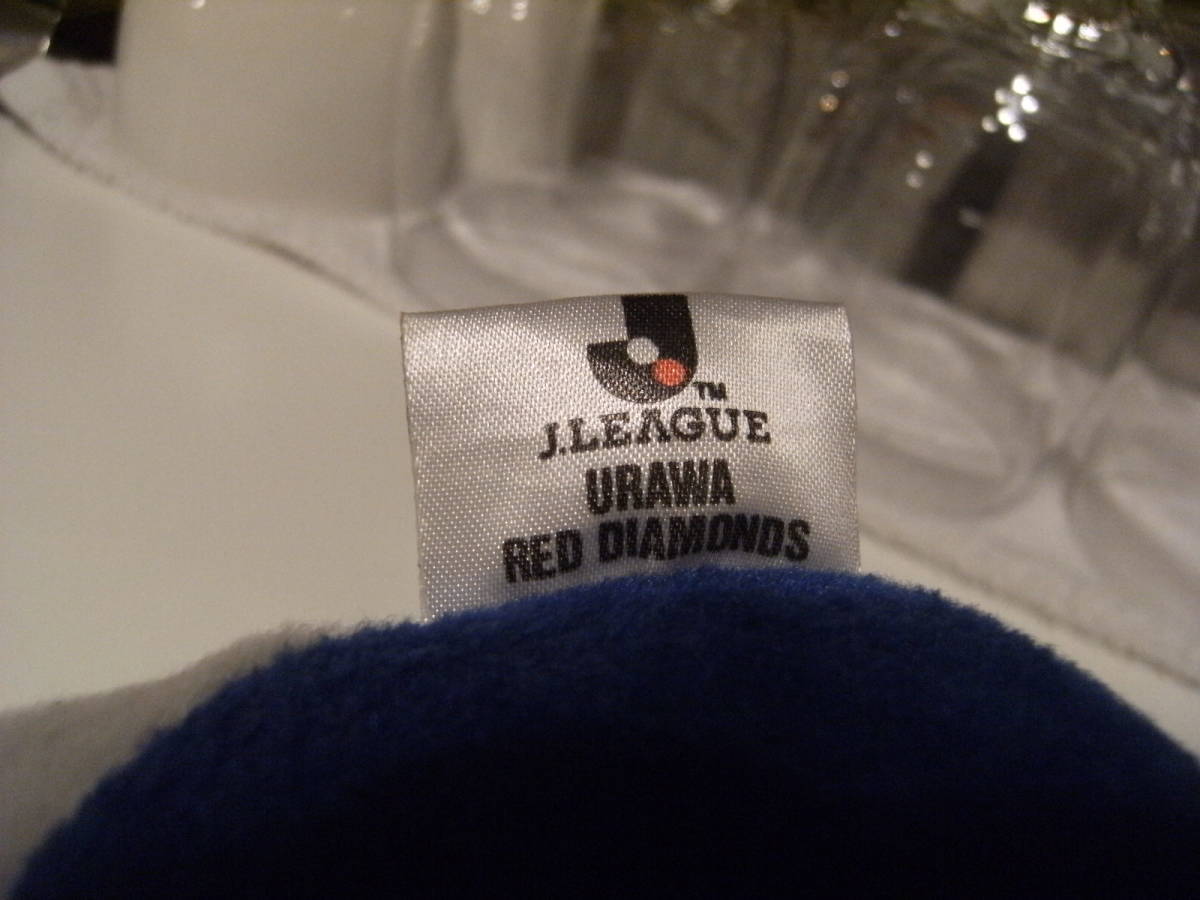 TM
J.LEAGUE
URAWA
RED DIAMONDS